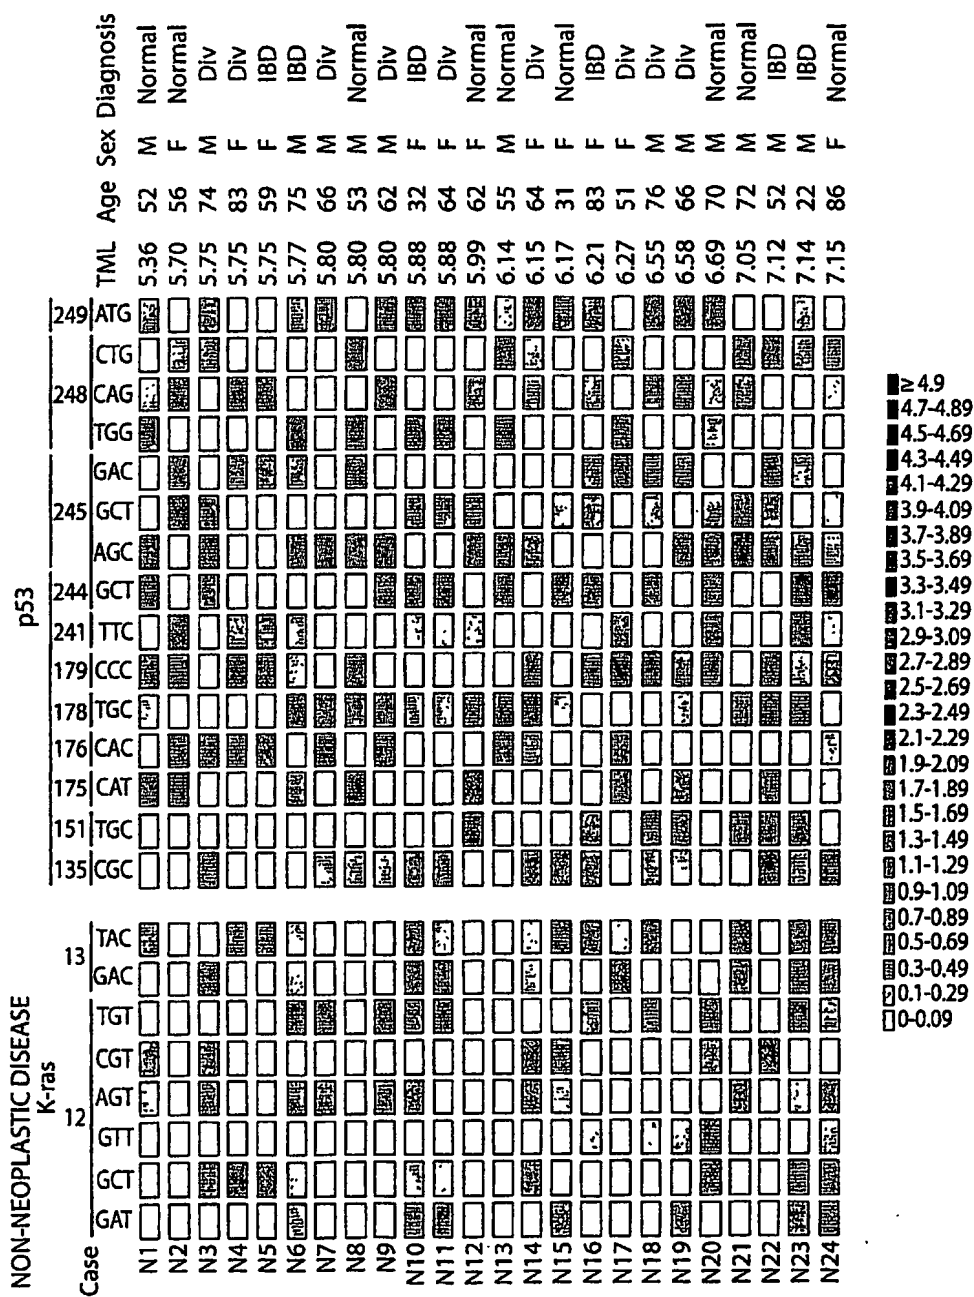 NON-NEOPLASTIC DISEASE
K-ras p53
12 13 135 151 175 176 178 179 241 244 245 248 249
Case GAT GCT GTT AGT CGT TGT GAC TAC CGC TGC CAT CAC TGC CCC TTC GCT AGC GCT GAC TGG CAG CTG ATG TML Age Sex Diagnosis
N1 5.36 52 M Normal
N2 5.70 56 F Normal
N3 5.75 74 M Div
N4 5.75 83 F Div
N5 5.75 59 F IBD
N6 5.77 75 M IBD
N7 5.80 66 M Div
N8 5.80 53 M Normal
N9 5.80 62 M Div
N10 5.88 32 F IBD
N11 5.88 64 F Div
N12 5.99 62 F Normal
N13 6.14 55 M Normal
N14 6.15 64 F Div
N15 6.17 31 F Normal
N16 6.21 83 F IBD
N17 6.27 51 F Div
N18 6.55 76 M Div
N19 6.58 66 M Div
N20 6.69 70 M Normal
N21 7.05 72 M Normal
N22 7.12 52 M IBD
N23 7.14 22 M IBD
N24 7.15 86 F Normal
≥ 4.9
4.7-4.89
4.5-4.69
4.3-4.49
4.1-4.29
3.9-4.09
3.7-3.89
3.5-3.69
3.3-3.49
3.1-3.29
2.9-3.09
2.7-2.89
2.5-2.69
2.3-2.49
2.1-2.29
1.9-2.09
1.7-1.89
1.5-1.69
1.3-1.49
1.1-1.29
0.9-1.09
0.7-0.89
0.5-0.69
0.3-0.49
0.1-0.29
0-0.09